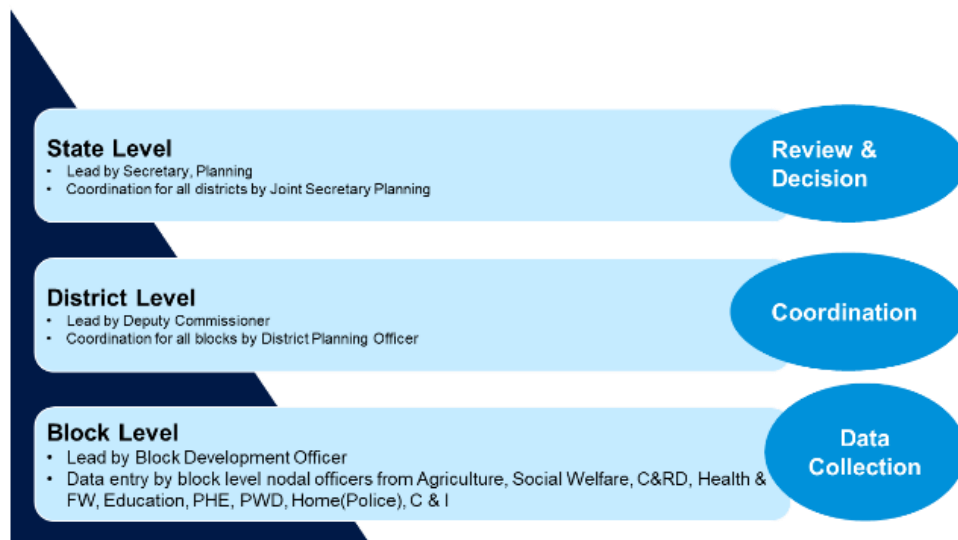 State Level
• Lead by Secretary, Planning
• Coordination for all districts by Joint Secretary Planning
Review &
Decision
District Level
• Lead by Deputy Commissioner
• Coordination for all blocks by District Planning Officer
Coordination
Block Level
• Lead by Block Development Officer
• Data entry by block level nodal officers from Agriculture, Social Welfare, C&RD, Health &
FW, Education, PHE, PWD, Home(Police), C & I
Data
Collection